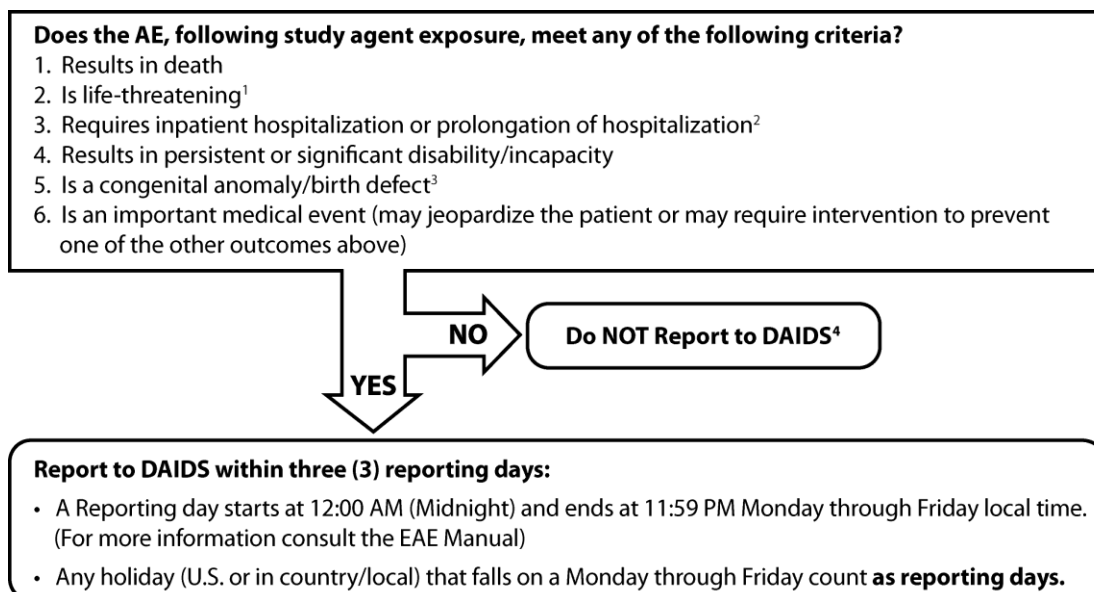 Does the AE, following study agent exposure, meet any of the following criteria?
1. Results in death
2. Is life-threatening¹
3. Requires inpatient hospitalization or prolongation of hospitalization²
4. Results in persistent or significant disability/incapacity
5. Is a congenital anomaly/birth defect³
6. Is an important medical event (may jeopardize the patient or may require intervention to prevent
one of the other outcomes above)
NO
Do NOT Report to DAIDS⁴
YES
Report to DAIDS within three (3) reporting days:
• A Reporting day starts at 12:00 AM (Midnight) and ends at 11:59 PM Monday through Friday local time.
(For more information consult the EAE Manual)
• Any holiday (U.S. or in country/local) that falls on a Monday through Friday count as reporting days.